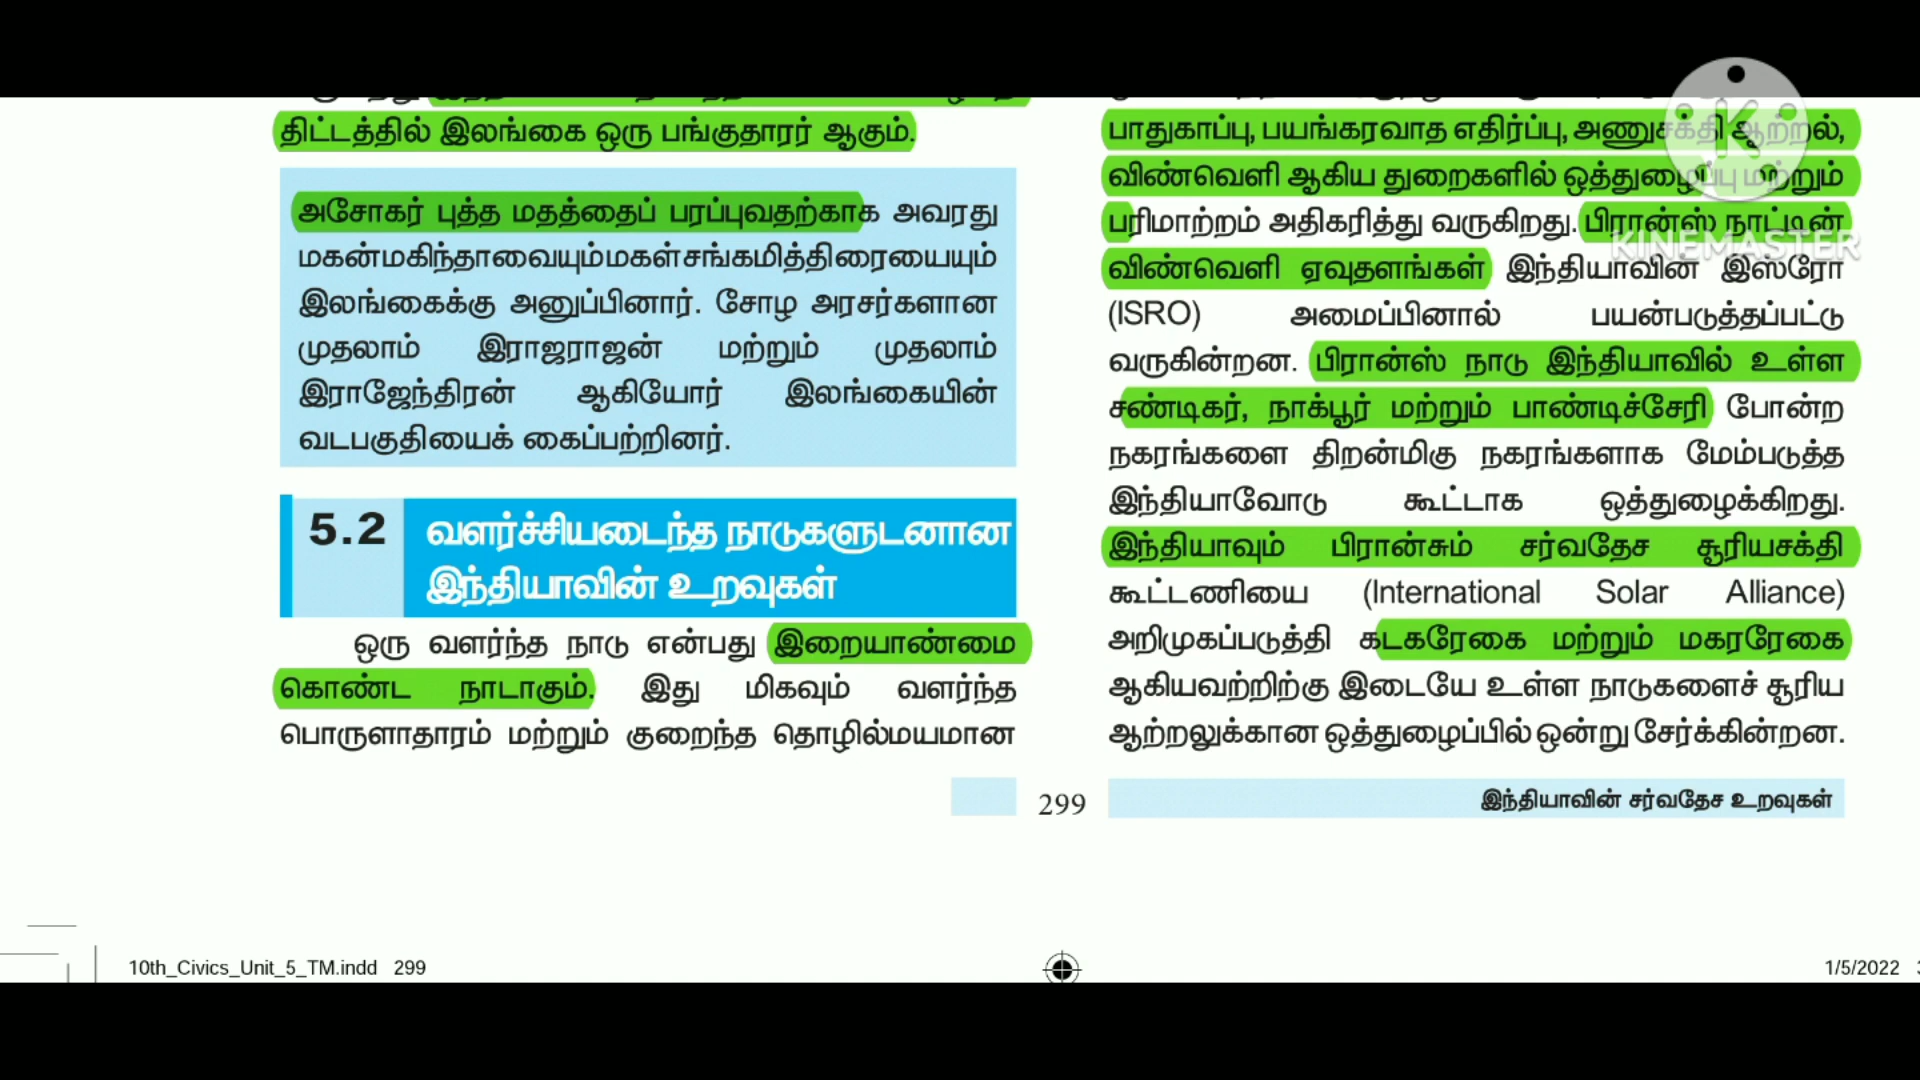 திட்டத்தில் இலங்கை ஒரு பங்குதாரர் ஆகும்.
அசோகர் புத்த மதத்தைப் பரப்புவதற்காக அவரது
மகன்மகிந்தாவையும்மகள்சங்கமித்திரையையும்
இலங்கைக்கு அனுப்பினார். சோழ அரசர்களான
முதலாம் இராஜராஜன் மற்றும் முதலாம்
இராஜேந்திரன் ஆகியோர் இலங்கையின்
வடபகுதியைக் கைப்பற்றினர்.
5.2 வளர்ச்சியடைந்த நாடுகளுடனான
இந்தியாவின் உறவுகள்
ஒரு வளர்ந்த நாடு என்பது இறையாண்மை
கொண்ட நாடாகும். இது மிகவும் வளர்ந்த
பொருளாதாரம் மற்றும் குறைந்த தொழில்மயமான
பாதுகாப்பு, பயங்கரவாத எதிர்ப்பு, அணுசக்தி ஆற்றல்,
விண்வெளி ஆகிய துறைகளில் ஒத்துழைப்பு மற்றும்
பரிமாற்றம் அதிகரித்து வருகிறது. பிரான்ஸ் நாட்டின்
விண்வெளி ஏவுதளங்கள் இந்தியாவின் இஸ்ரோ
(ISRO) அமைப்பினால் பயன்படுத்தப்பட்டு
வருகின்றன. பிரான்ஸ் நாடு இந்தியாவில் உள்ள
சண்டிகர், நாக்பூர் மற்றும் பாண்டிச்சேரி போன்ற
நகரங்களை திறன்மிகு நகரங்களாக மேம்படுத்த
இந்தியாவோடு கூட்டாக ஒத்துழைக்கிறது.
இந்தியாவும் பிரான்சும் சர்வதேச சூரியசக்தி
கூட்டணியை (International Solar Alliance)
அறிமுகப்படுத்தி கடகரேகை மற்றும் மகரரேகை
ஆகியவற்றிற்கு இடையே உள்ள நாடுகளைச் சூரிய
ஆற்றலுக்கான ஒத்துழைப்பில் ஒன்று சேர்க்கின்றன.
K
KINEMASTER
299
இந்தியாவின் சர்வதேச உறவுகள்
10th_Civics_Unit_5_TM.indd 299
1/5/2022